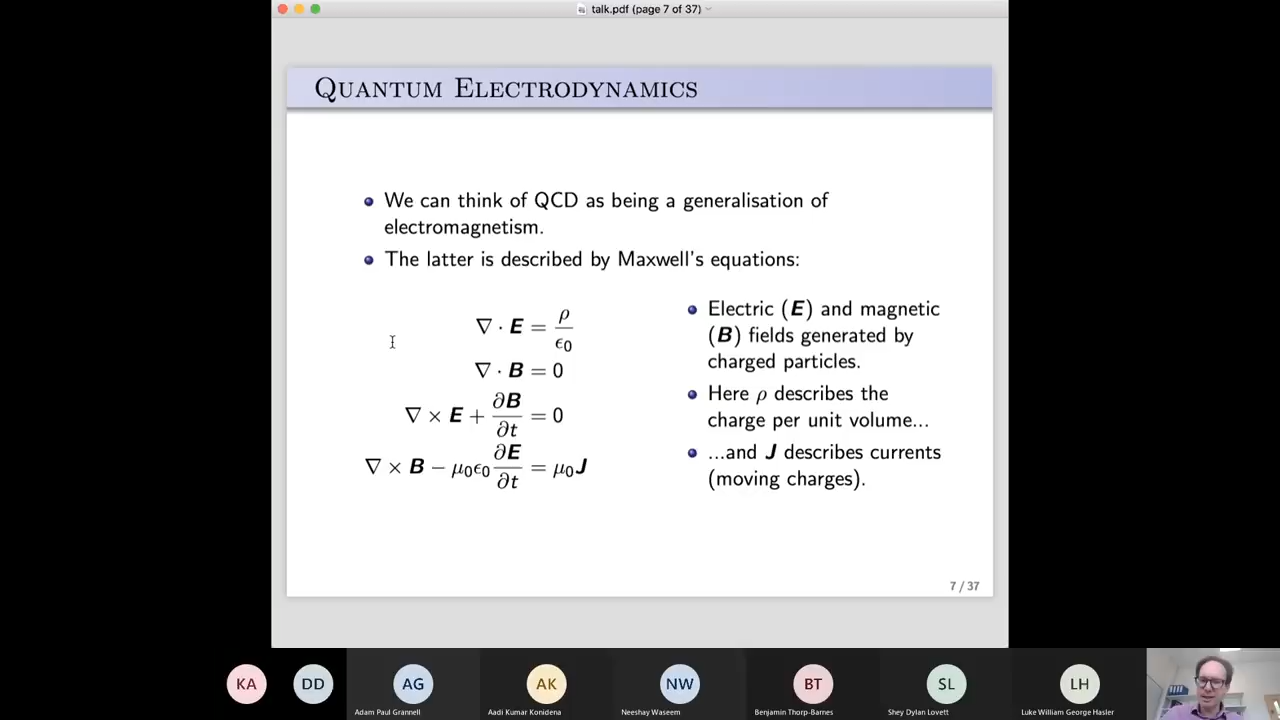 talk.pdf (page 7 of 37)
Quantum Electrodynamics
We can think of QCD as being a generalisation of
electromagnetism.
The latter is described by Maxwell's equations:
∇ · E = ρ/ϵ₀
∇ · B = 0
∇ × E + ∂B/∂t = 0
∇ × B − μ₀ϵ₀ ∂E/∂t = μ₀J
Electric (E) and magnetic
(B) fields generated by
charged particles.
Here ρ describes the
charge per unit volume...
...and J describes currents
(moving charges).
7 / 37
KA
DD
AG
AK
NW
BT
SL
LH
Adam Paul Grannell
Aadi Kumar Konidena
Neeshay Waseem
Benjamin Thorp-Barnes
Shey Dylan Lovett
Luke William George Hasler